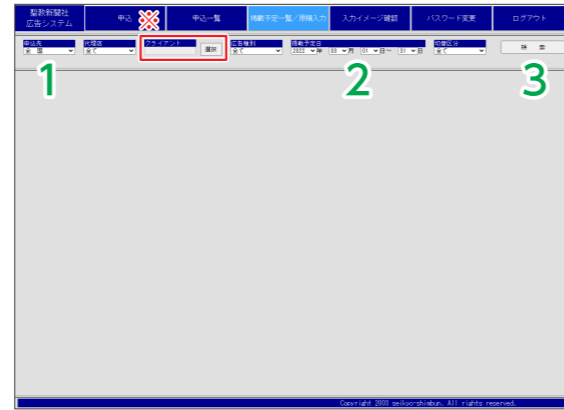 聖教新聞社
広告システム
申込 ※ 申込一覧 掲載予定一覧/原稿入力 入力イメージ確認 パスワード変更 ログアウト
申込先 代理店 クライアント 広告種別 掲載予定日 切替区分
全国 全て 選択 全て 2022 年 03 月 01 日～ 31 日 全て 検 索
1 2 3
Copyright 2003 seikyo-shimbun. All rights reserved.